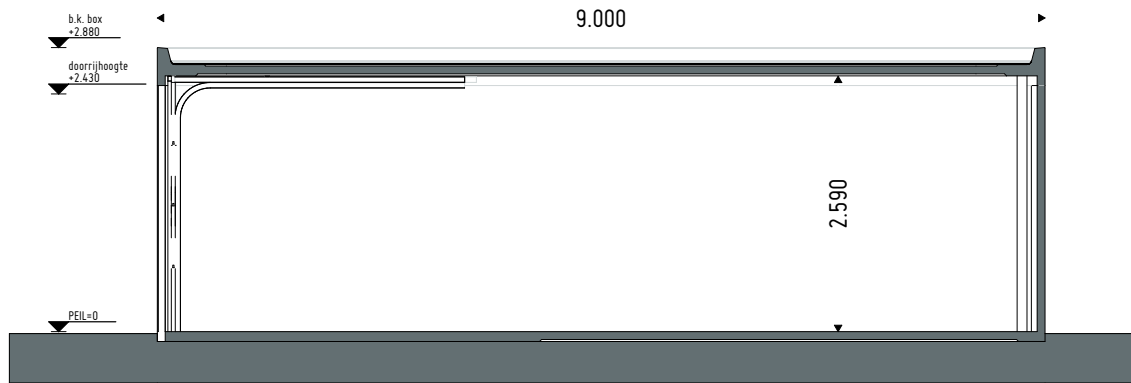 b.k. box
+2.880
9.000
doorrijhoogte
+2.430
2.590
PEIL=0